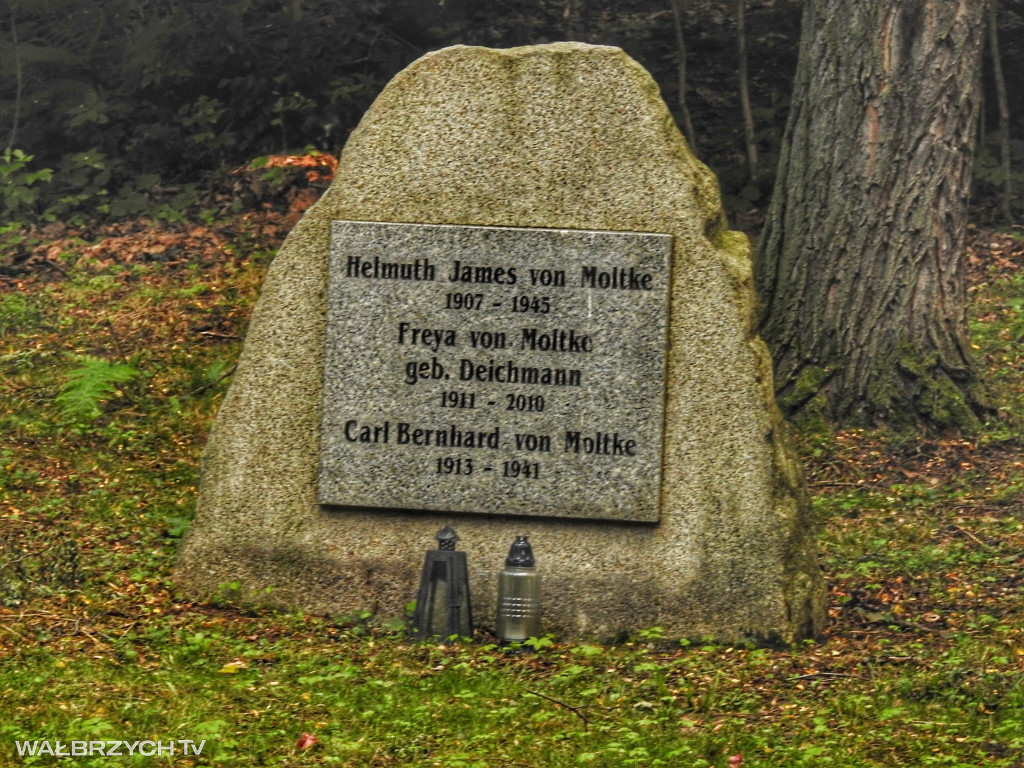 Helmuth James von Moltke
1907 - 1945
Freya von Moltke
geb. Deichmann
1911 - 2010
Carl Bernhard von Moltke
1913 - 1941
WAŁBRZYCH.TV